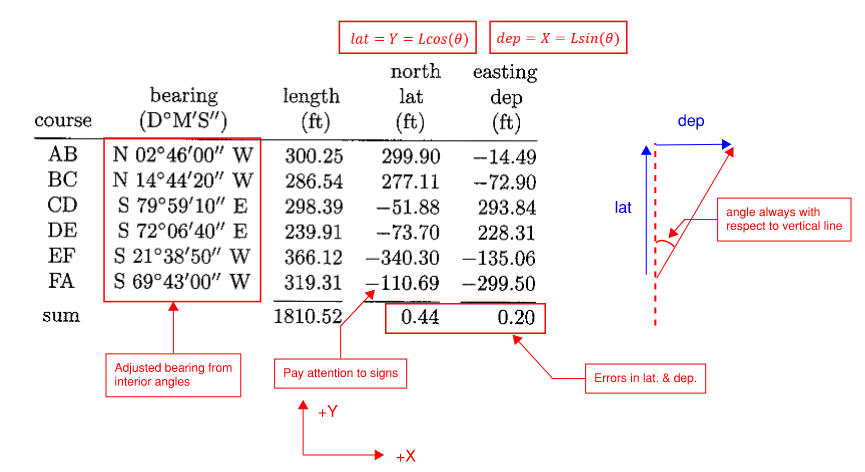 lat = Y = Lcos(θ) dep = X = Lsin(θ)
north easting
bearing length lat dep
course (D°M′S″) (ft) (ft) (ft)
AB N 02°46′00″ W 300.25 299.90 −14.49
BC N 14°44′20″ W 286.54 277.11 −72.90
CD S 79°59′10″ E 298.39 −51.88 293.84
DE S 72°06′40″ E 239.91 −73.70 228.31
EF S 21°38′50″ W 366.12 −340.30 −135.06
FA S 69°43′00″ W 319.31 −110.69 −299.50
sum 1810.52 0.44 0.20
dep
lat
angle always with
respect to vertical line
Adjusted bearing from
interior angles
Pay attention to signs
Errors in lat. & dep.
+Y
+X